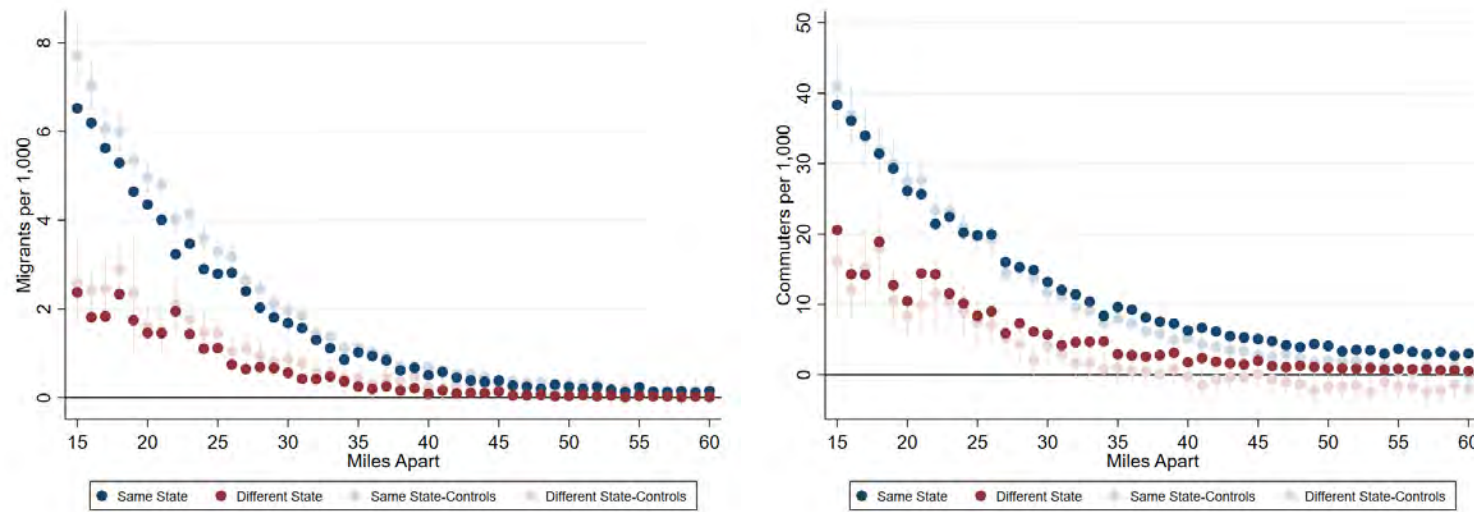 Migrants per 1,000
8
6
4
2
0
15 20 25 30 35 40 45 50 55 60
Miles Apart
Same State Different State Same State-Controls Different State-Controls
Commuters per 1,000
50
40
30
20
10
0
15 20 25 30 35 40 45 50 55 60
Miles Apart
Same State Different State Same State-Controls Different State-Controls